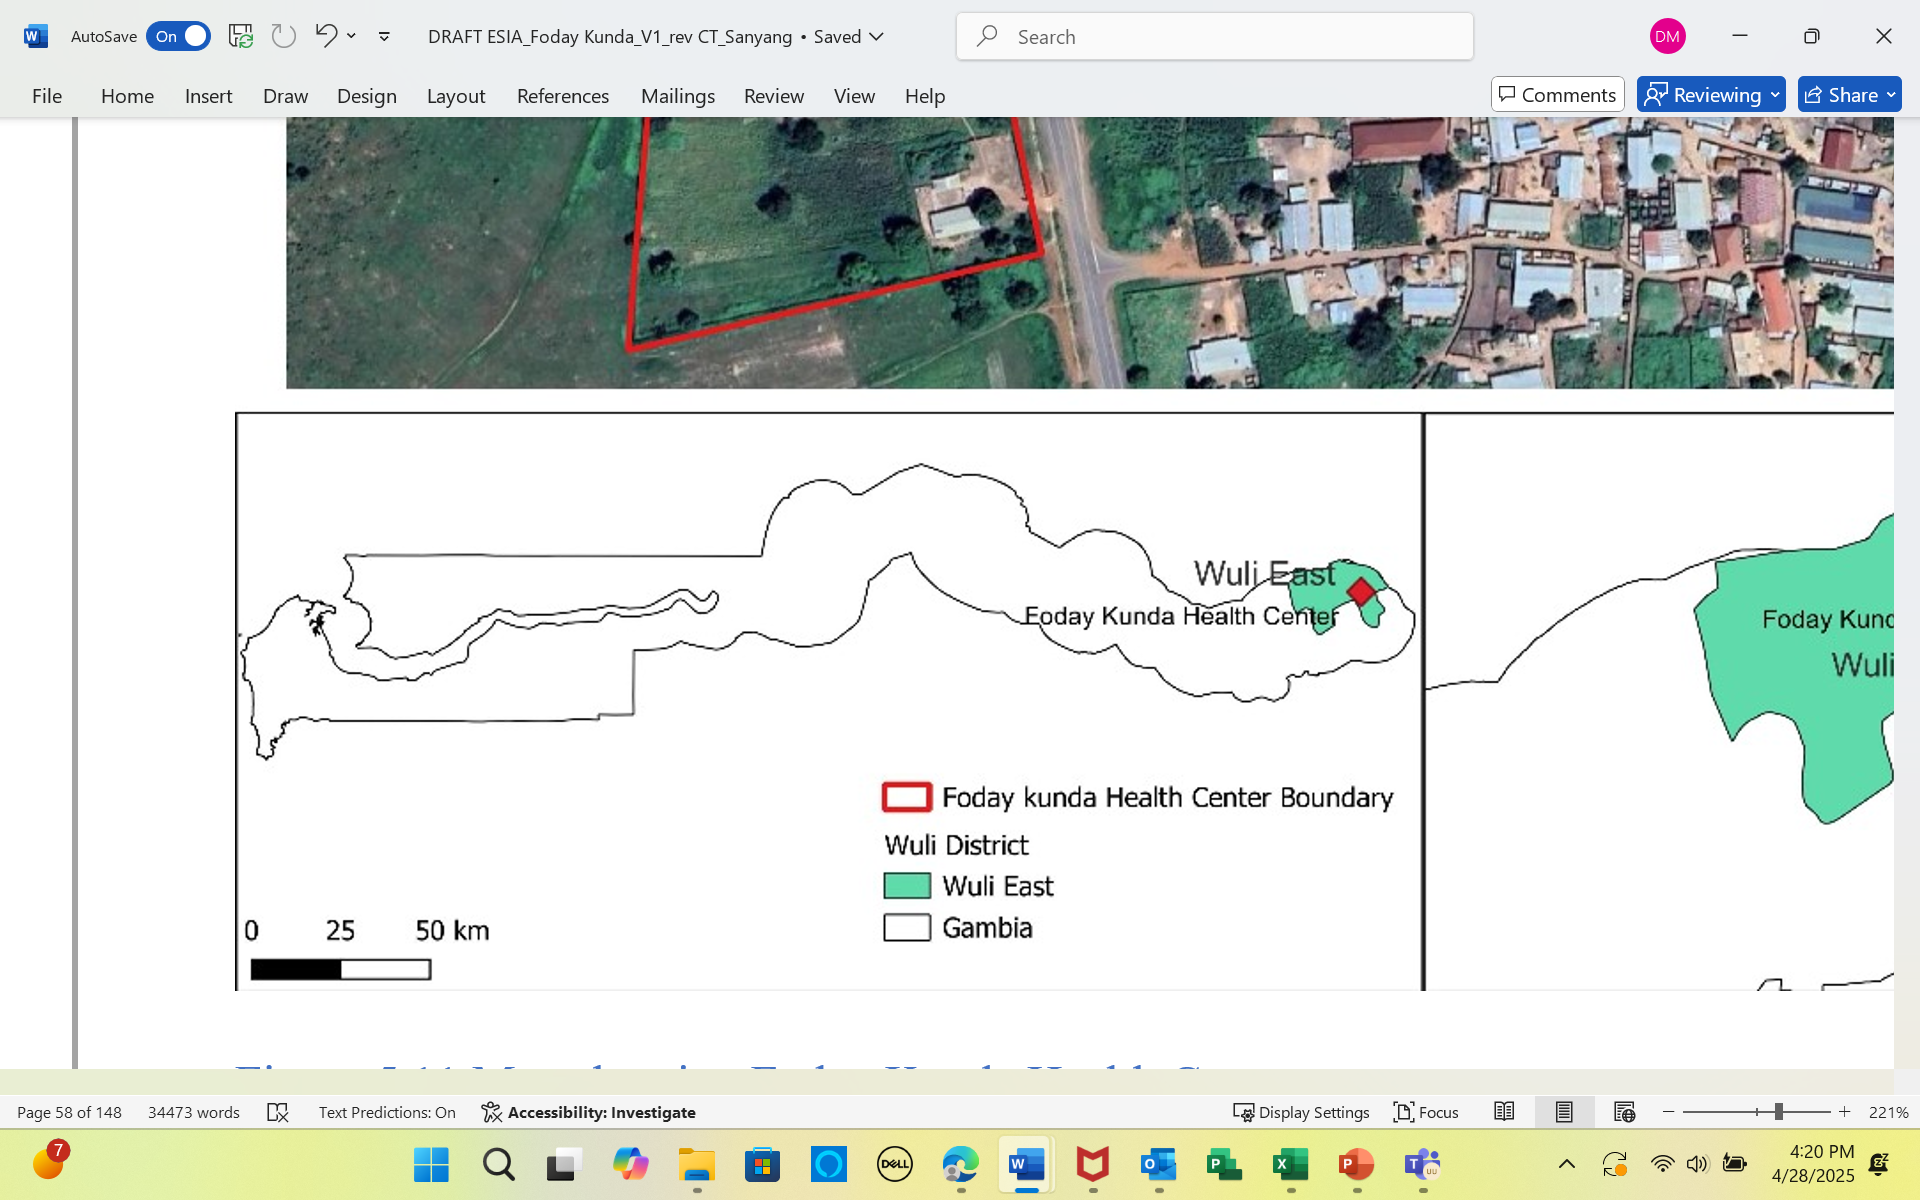 AutoSave On DRAFT ESIA_Foday Kunda_V1_rev CT_Sanyang • Saved Search DM
File Home Insert Draw Design Layout References Mailings Review View Help Comments Reviewing Share
Wuli East
Foday Kunda Health Center
Foday kunda Health Center Boundary
Wuli District
Wuli East
Gambia
0 25 50 km
Foday Kund
Wuli
Page 58 of 148 34473 words Text Predictions: On Accessibility: Investigate Display Settings Focus 221%
7 DELL 4:20 PM
4/28/2025